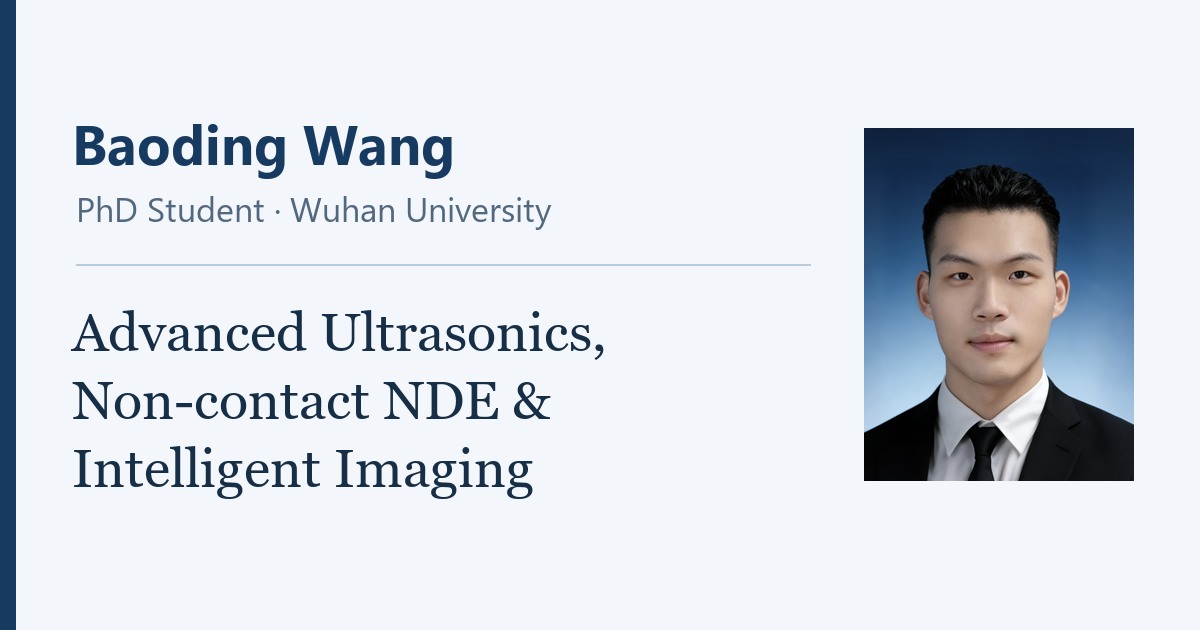 Baoding Wang
PhD Student · Wuhan University
Advanced Ultrasonics,
Non-contact NDE &
Intelligent Imaging